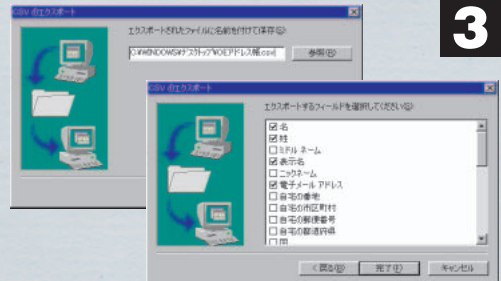 3
CSV のエクスポート
エクスポートされたファイルに名前を付けて保存(S):
C:¥WINDOWS¥デスクトップ¥OEアドレス帳.csv
参照(R)...
CSV のエクスポート
エクスポートするフィールドを選択してください(S):
名
姓
ミドル ネーム
表示名
ニックネーム
電子メール アドレス
自宅の番地
自宅の市区町村
自宅の郵便番号
自宅の都道府県
国
< 戻る(B)
完了(F)
キャンセル